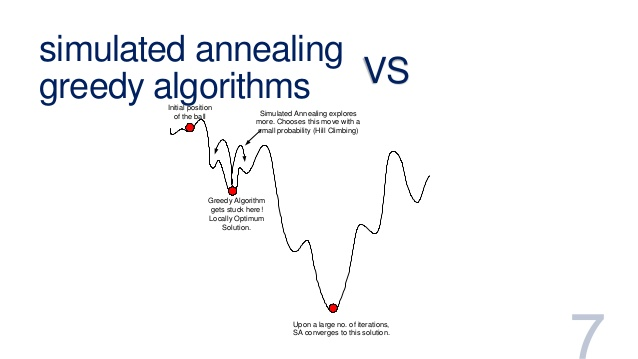 simulated annealing
greedy algorithms
vs
Initial position
of the ball
Simulated Annealing explores
more. Chooses this move with a
small probability (Hill Climbing)
Greedy Algorithm
gets stuck here!
Locally Optimum
Solution.
Upon a large no. of iterations,
SA converges to this solution.
7